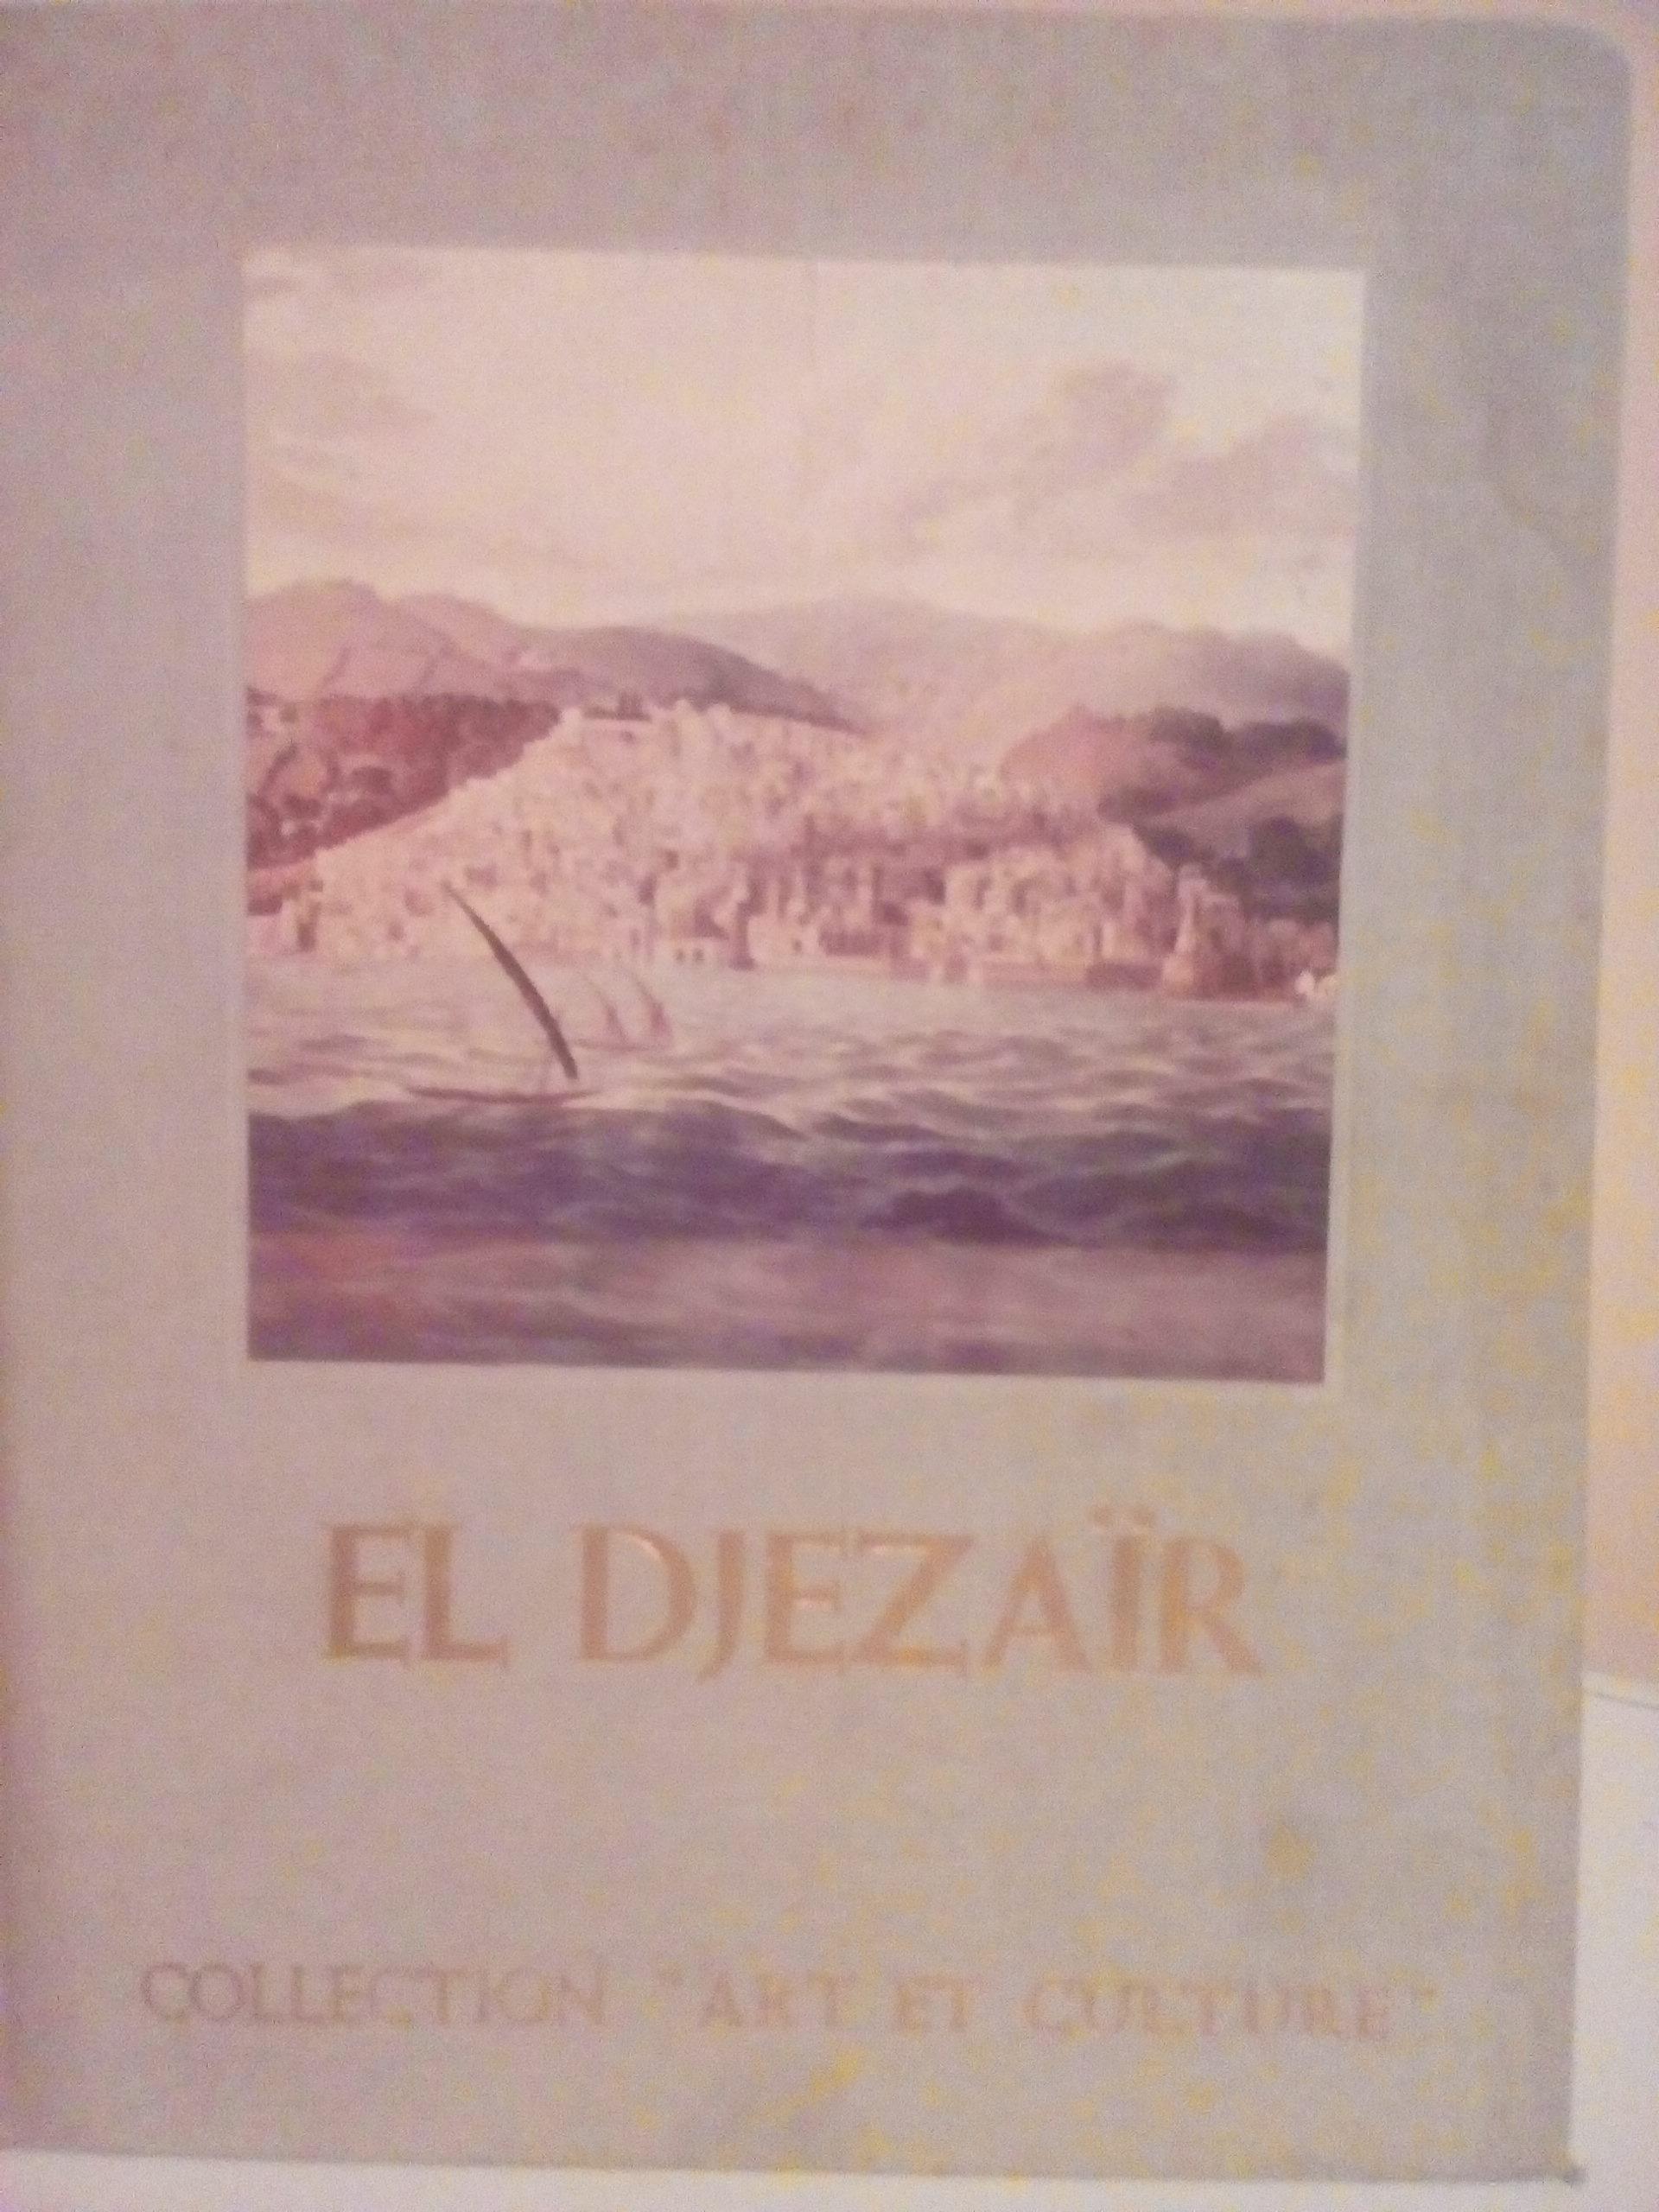 EL DJEZAÏR
COLLECTION "ART ET CULTURE"